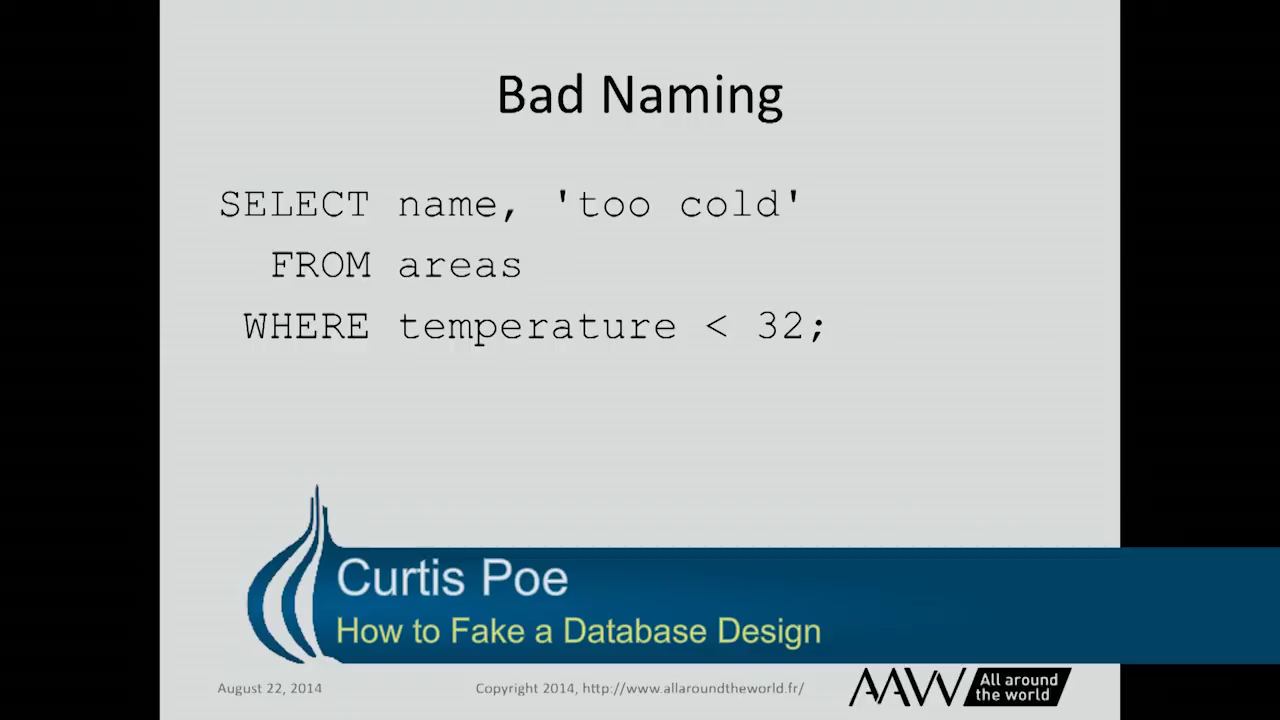 Bad Naming
SELECT name, 'too cold'
FROM areas
WHERE temperature < 32;
Curtis Poe
How to Fake a Database Design
August 22, 2014
Copyright 2014, http://www.allaroundtheworld.fr/
AAW All around
the world